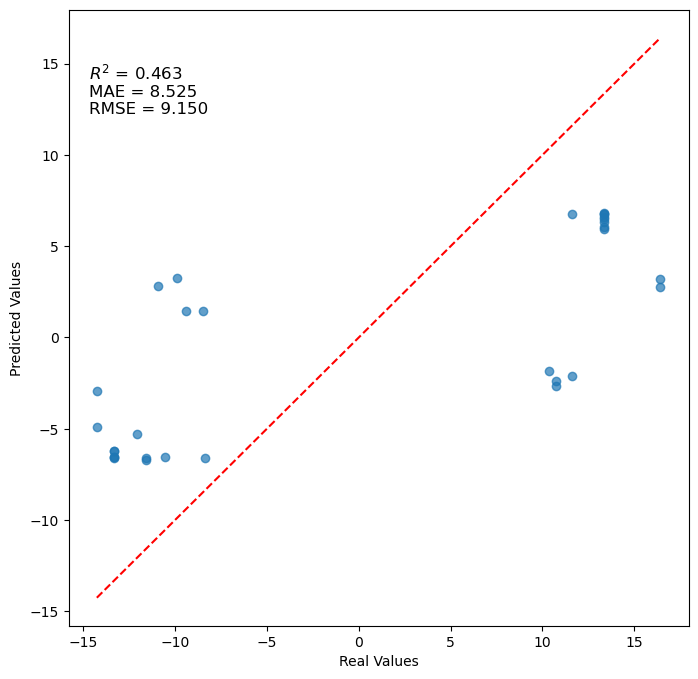 15
10
5
0
−5
−10
−15
R² = 0.463
MAE = 8.525
RMSE = 9.150
Predicted Values
−15 −10 −5 0 5 10 15
Real Values